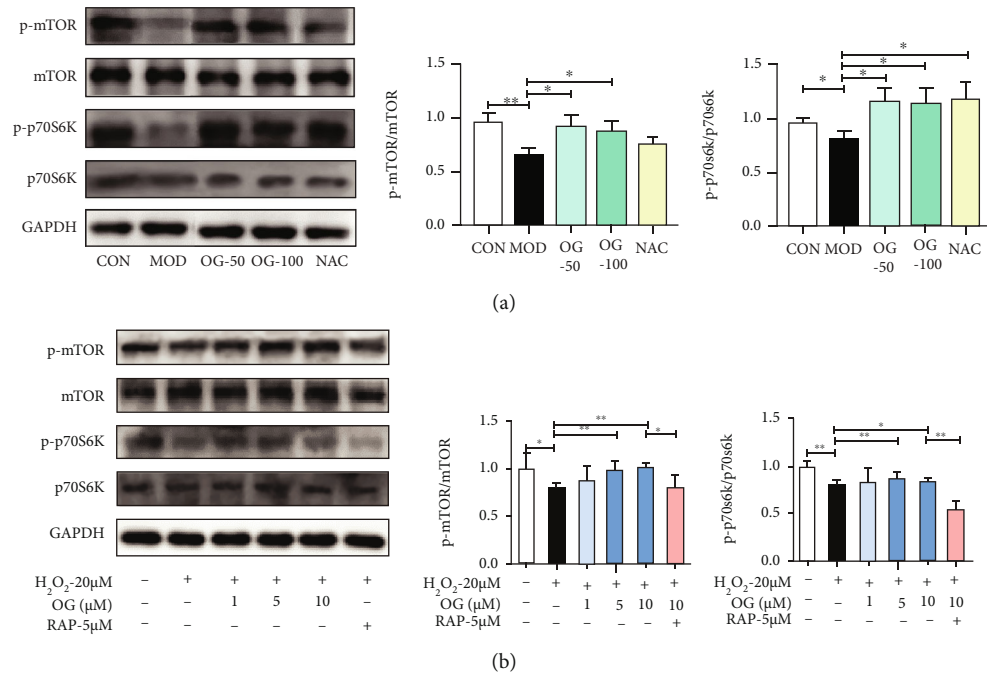 p-mTOR
mTOR
p-p70S6K
p70S6K
GAPDH
CON MOD OG-50 OG-100 NAC
p-mTOR/mTOR
1.5
1.0
0.5
0.0
** * *
CON MOD OG-50 OG-100 NAC
p-p70s6k/p70s6k
1.5
1.0
0.5
0.0
* * * *
CON MOD OG-50 OG-100 NAC
(a)
p-mTOR
mTOR
p-p70S6K
p70S6K
GAPDH
H2O2-20μM – + + + + +
OG (μM) – – 1 5 10 –
RAP-5μM – – – – – +
p-mTOR/mTOR
1.5
1.0
0.5
0.0
* ** ** *
H2O2-20μM – + + + + +
OG (μM) – – 1 5 10 10
RAP-5μM – – – – – +
p-p70s6k/p70s6k
1.5
1.0
0.5
0.0
** ** * **
H2O2-20μM – + + + + +
OG (μM) – – 1 5 10 10
RAP-5μM – – – – – +
(b)